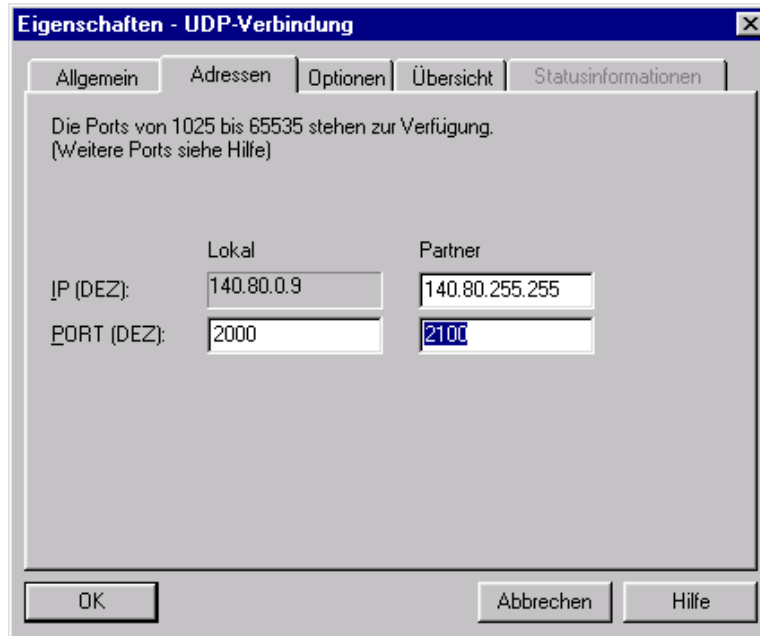 Eigenschaften - UDP-Verbindung
Allgemein Adressen Optionen Übersicht Statusinformationen
Die Ports von 1025 bis 65535 stehen zur Verfügung.
(Weitere Ports siehe Hilfe)
Lokal Partner
IP (DEZ): 140.80.0.9 140.80.255.255
PORT (DEZ): 2000 2100
OK Abbrechen Hilfe